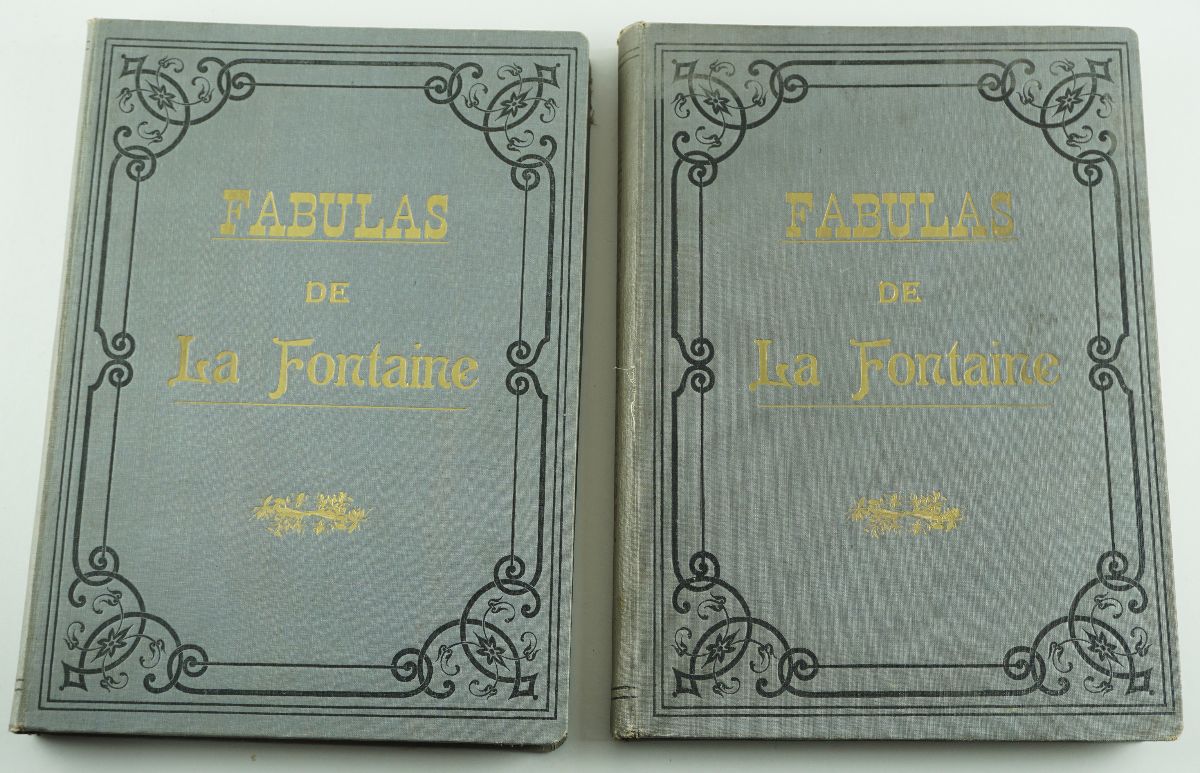 FABULAS
DE
La Fontaine
FABULAS
DE
La Fontaine